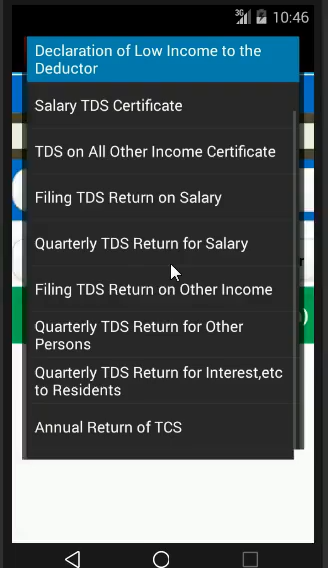 3G 10:46
Declaration of Low Income to the
Deductor
Salary TDS Certificate
TDS on All Other Income Certificate
Filing TDS Return on Salary
Quarterly TDS Return for Salary
Filing TDS Return on Other Income
Quarterly TDS Return for Other
Persons
Quarterly TDS Return for Interest,etc
to Residents
Annual Return of TCS